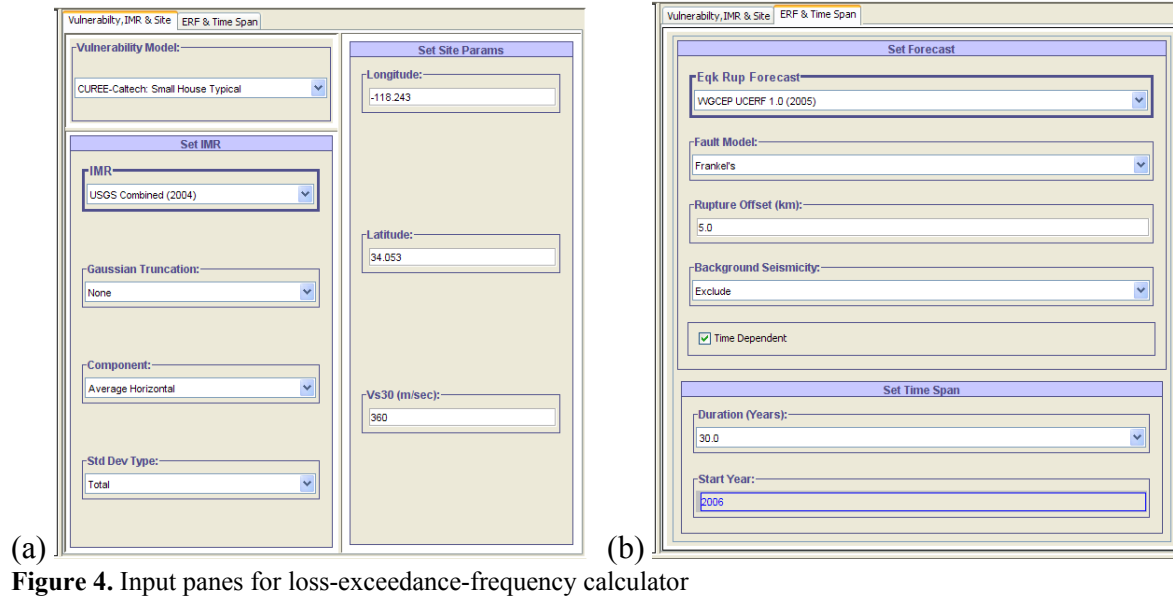 Vulnerabilty, IMR & Site
ERF & Time Span
Vulnerability Model:
CUREE-Caltech: Small House Typical
Set IMR
IMR
USGS Combined (2004)
Gaussian Truncation:
None
Component:
Average Horizontal
Std Dev Type:
Total
Set Site Params
Longitude:
-118.243
Latitude:
34.053
Vs30 (m/sec):
360
(a)
Vulnerabilty, IMR & Site
ERF & Time Span
Set Forecast
Eqk Rup Forecast
WGCEP UCERF 1.0 (2005)
Fault Model:
Frankel's
Rupture Offset (km):
5.0
Background Seismicity:
Exclude
Time Dependent
Set Time Span
Duration (Years):
30.0
Start Year:
2006
(b)
Figure 4. Input panes for loss-exceedance-frequency calculator